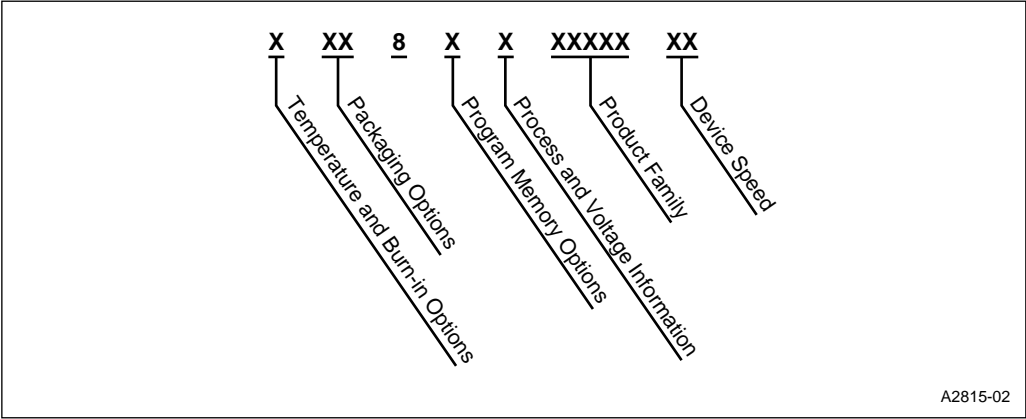 X XX 8 X X XXXXX XX
Temperature and Burn-in Options
Packaging Options
Program Memory Options
Process and Voltage Information
Product Family
Device Speed
A2815-02